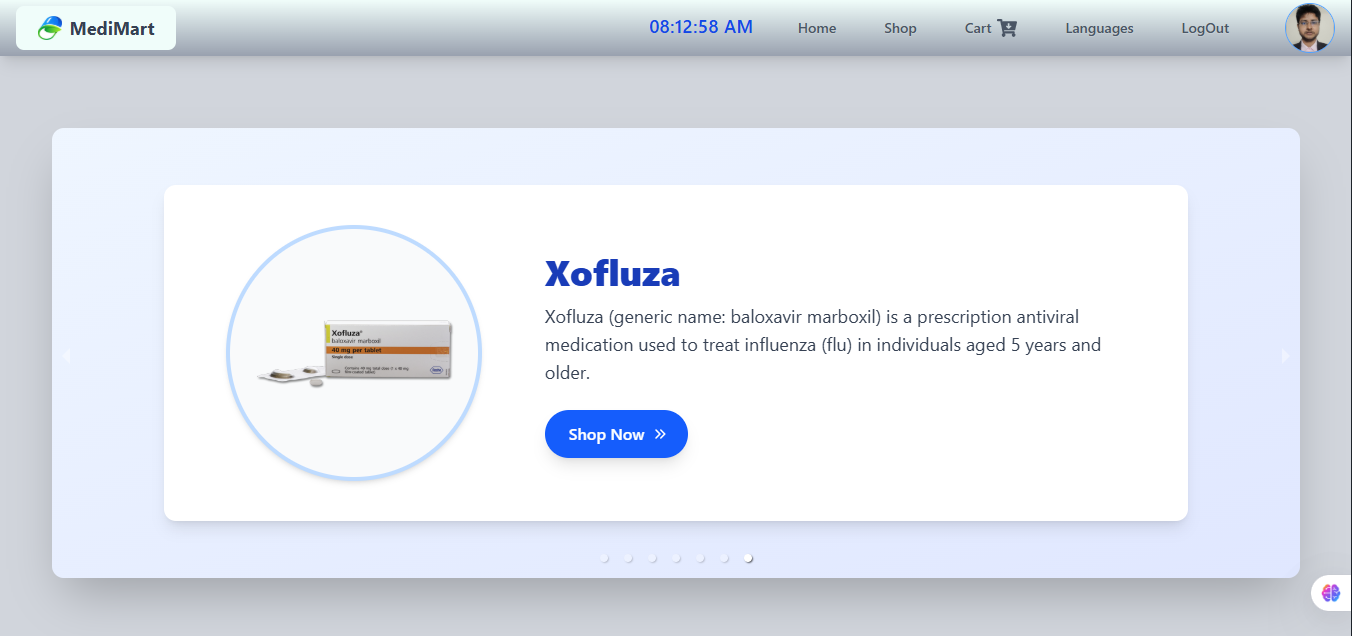 MediMart
08:12:58 AM
Home
Shop
Cart
Languages
LogOut
Xofluza
Xofluza (generic name: baloxavir marboxil) is a prescription antiviral
medication used to treat influenza (flu) in individuals aged 5 years and
older.
Shop Now
Xofluza®
baloxavir marboxil
40 mg per tablet
Single dose